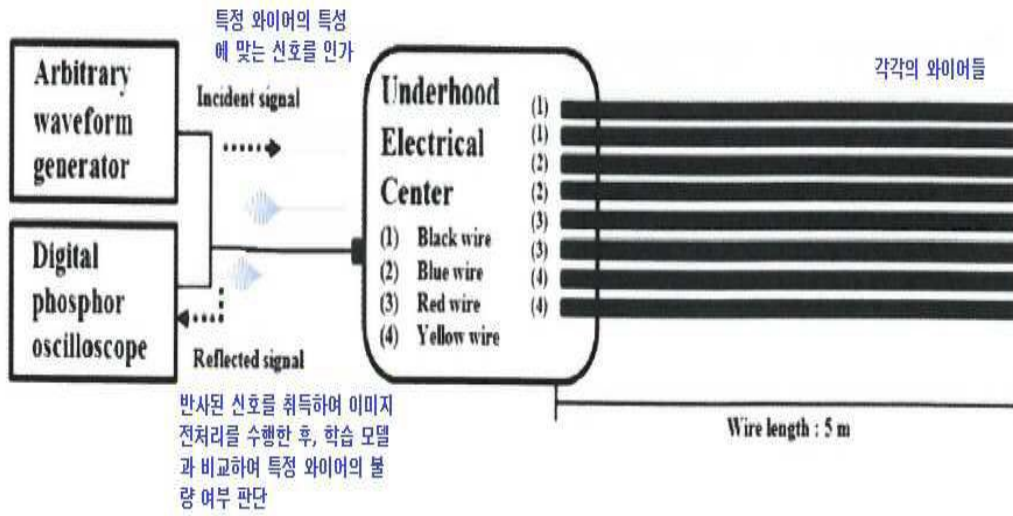 특정 와이어의 특성
에 맞는 신호를 인가
Arbitrary
waveform
generator
Incident signal
Digital
phosphor
oscilloscope
Reflected signal
반사된 신호를 취득하여 이미지
전처리를 수행한 후, 학습 모델
과 비교하여 특정 와이어의 불
량 여부 판단
Underhood
Electrical
Center
(1) Black wire
(2) Blue wire
(3) Red wire
(4) Yellow wire
각각의 와이어들
(1)
(1)
(2)
(2)
(3)
(3)
(4)
(4)
Wire length : 5 m